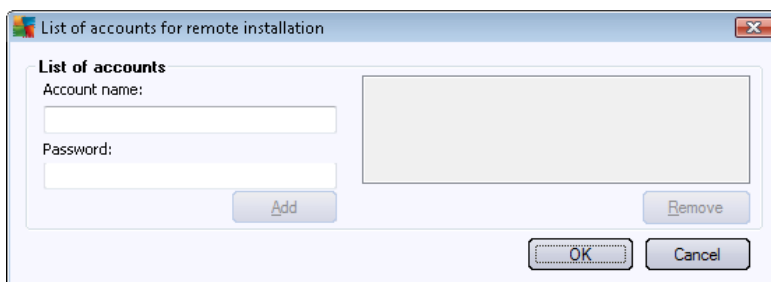 List of accounts for remote installation
List of accounts
Account name:
Password:
Add
Remove
OK
Cancel